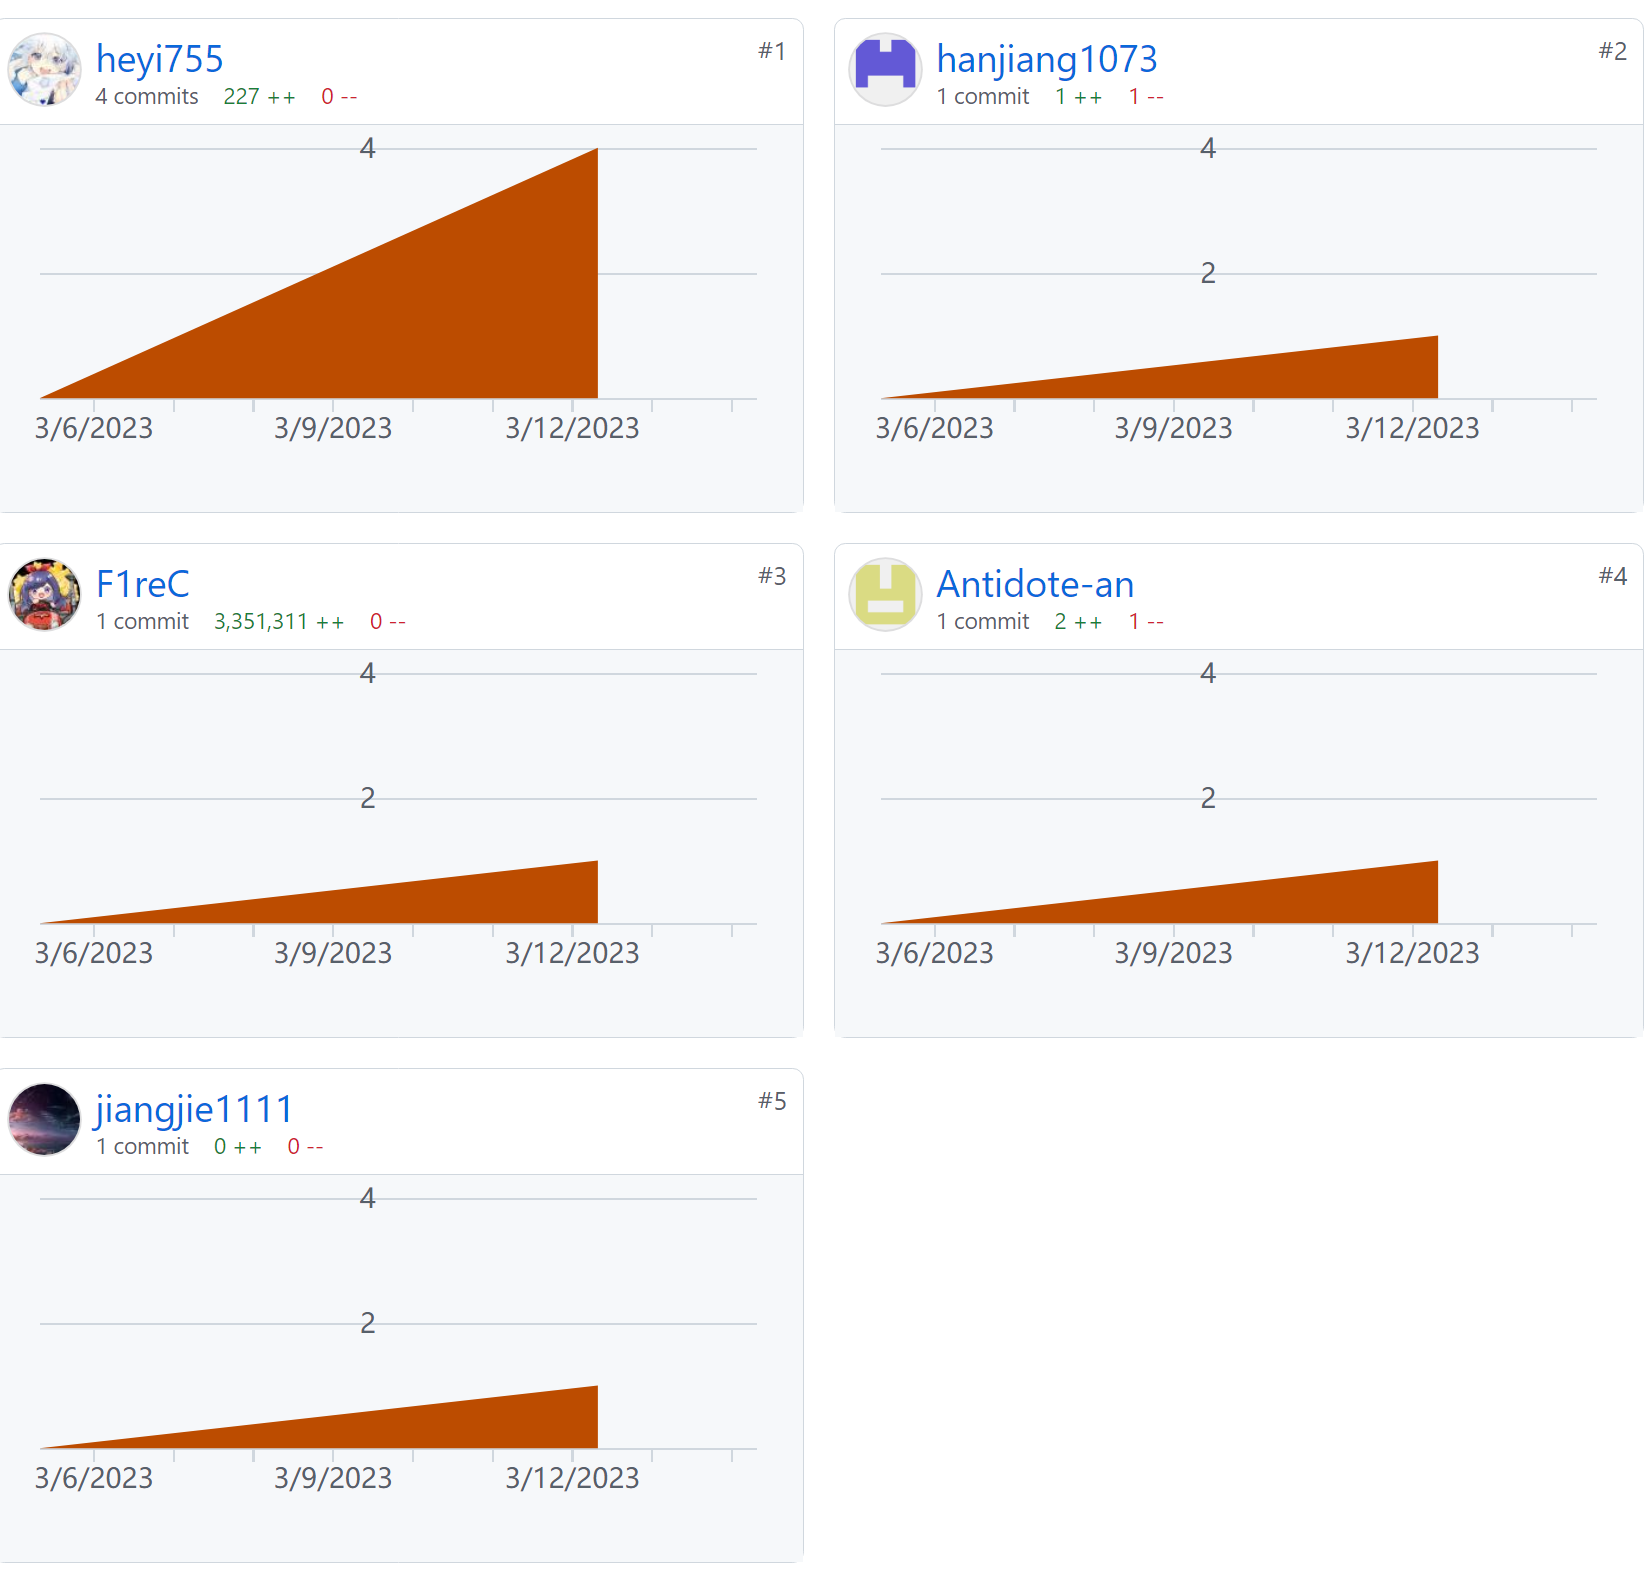 heyi755
#1
4 commits 227 ++ 0 --
4
3/6/2023 3/9/2023 3/12/2023
hanjiang1073
#2
1 commit 1 ++ 1 --
4
2
3/6/2023 3/9/2023 3/12/2023
F1reC
#3
1 commit 3,351,311 ++ 0 --
4
2
3/6/2023 3/9/2023 3/12/2023
Antidote-an
#4
1 commit 2 ++ 1 --
4
2
3/6/2023 3/9/2023 3/12/2023
jiangjie1111
#5
1 commit 0 ++ 0 --
4
2
3/6/2023 3/9/2023 3/12/2023